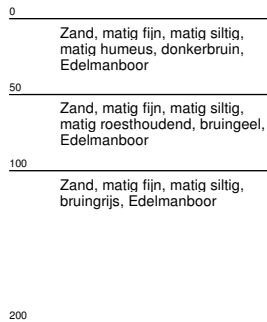 0
Zand, matig fijn, matig siltig,
matig humeus, donkerbruin,
Edelmanboor
50
Zand, matig fijn, matig siltig,
matig roesthoudend, bruingeel,
Edelmanboor
100
Zand, matig fijn, matig siltig,
bruingrijs, Edelmanboor
200